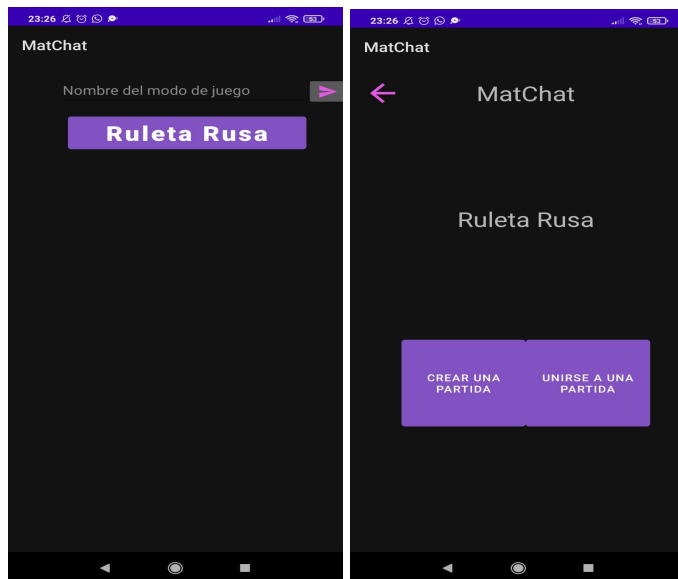 23:26
MatChat
Nombre del modo de juego
Ruleta Rusa
23:26
MatChat
MatChat
Ruleta Rusa
CREAR UNA
PARTIDA
UNIRSE A UNA
PARTIDA